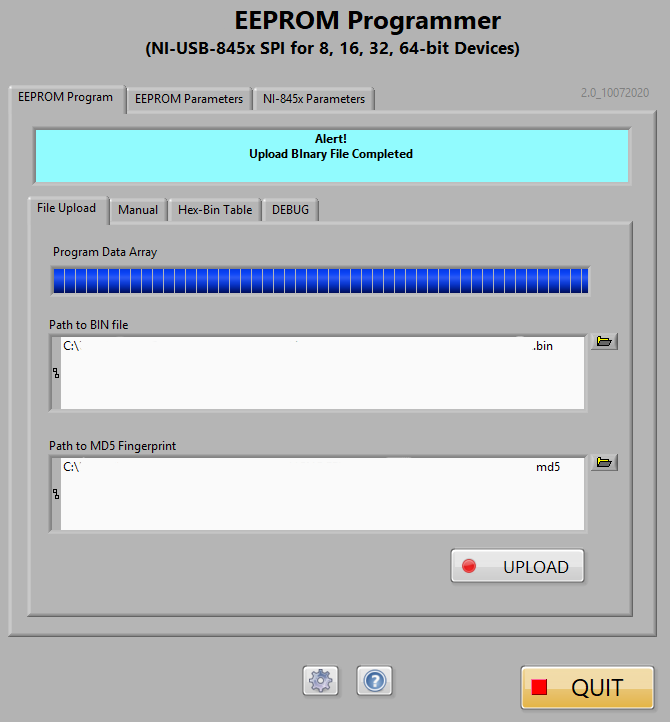 EEPROM Programmer
(NI-USB-845x SPI for 8, 16, 32, 64-bit Devices)
EEPROM Program
EEPROM Parameters
NI-845x Parameters
2.0_10072020
Alert!
Upload BInary File Completed
File Upload
Manual
Hex-Bin Table
DEBUG
Program Data Array
Path to BIN file
C:\ .bin
Path to MD5 Fingerprint
C:\ md5
UPLOAD
QUIT